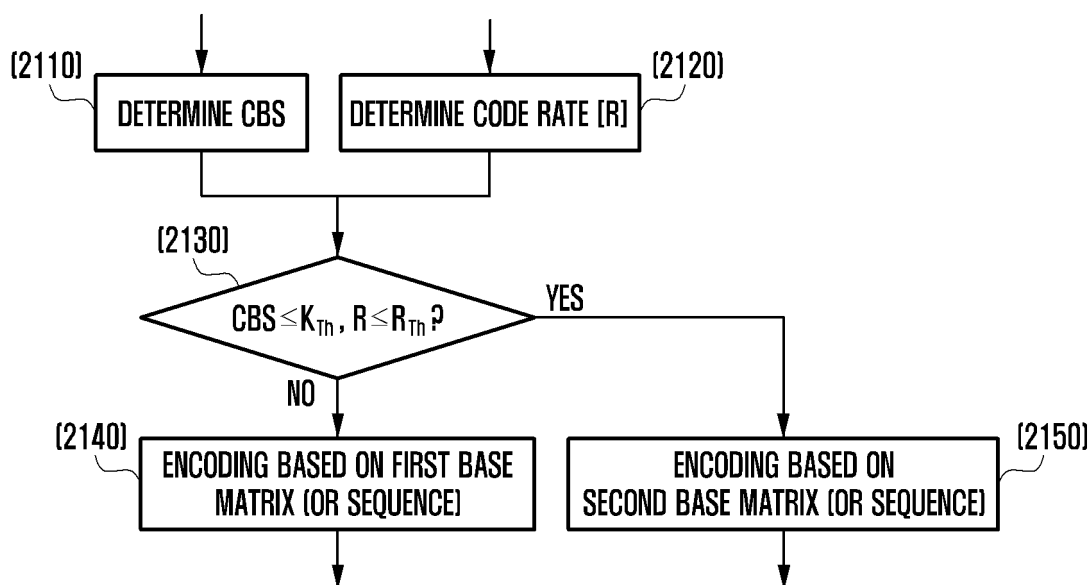 (2110)
(2120)
DETERMINE CBS
DETERMINE CODE RATE [R]
(2130)
CBS ≤ K_Th , R ≤ R_Th ?
YES
NO
(2140)
ENCODING BASED ON FIRST BASE
MATRIX (OR SEQUENCE)
(2150)
ENCODING BASED ON
SECOND BASE MATRIX (OR SEQUENCE)